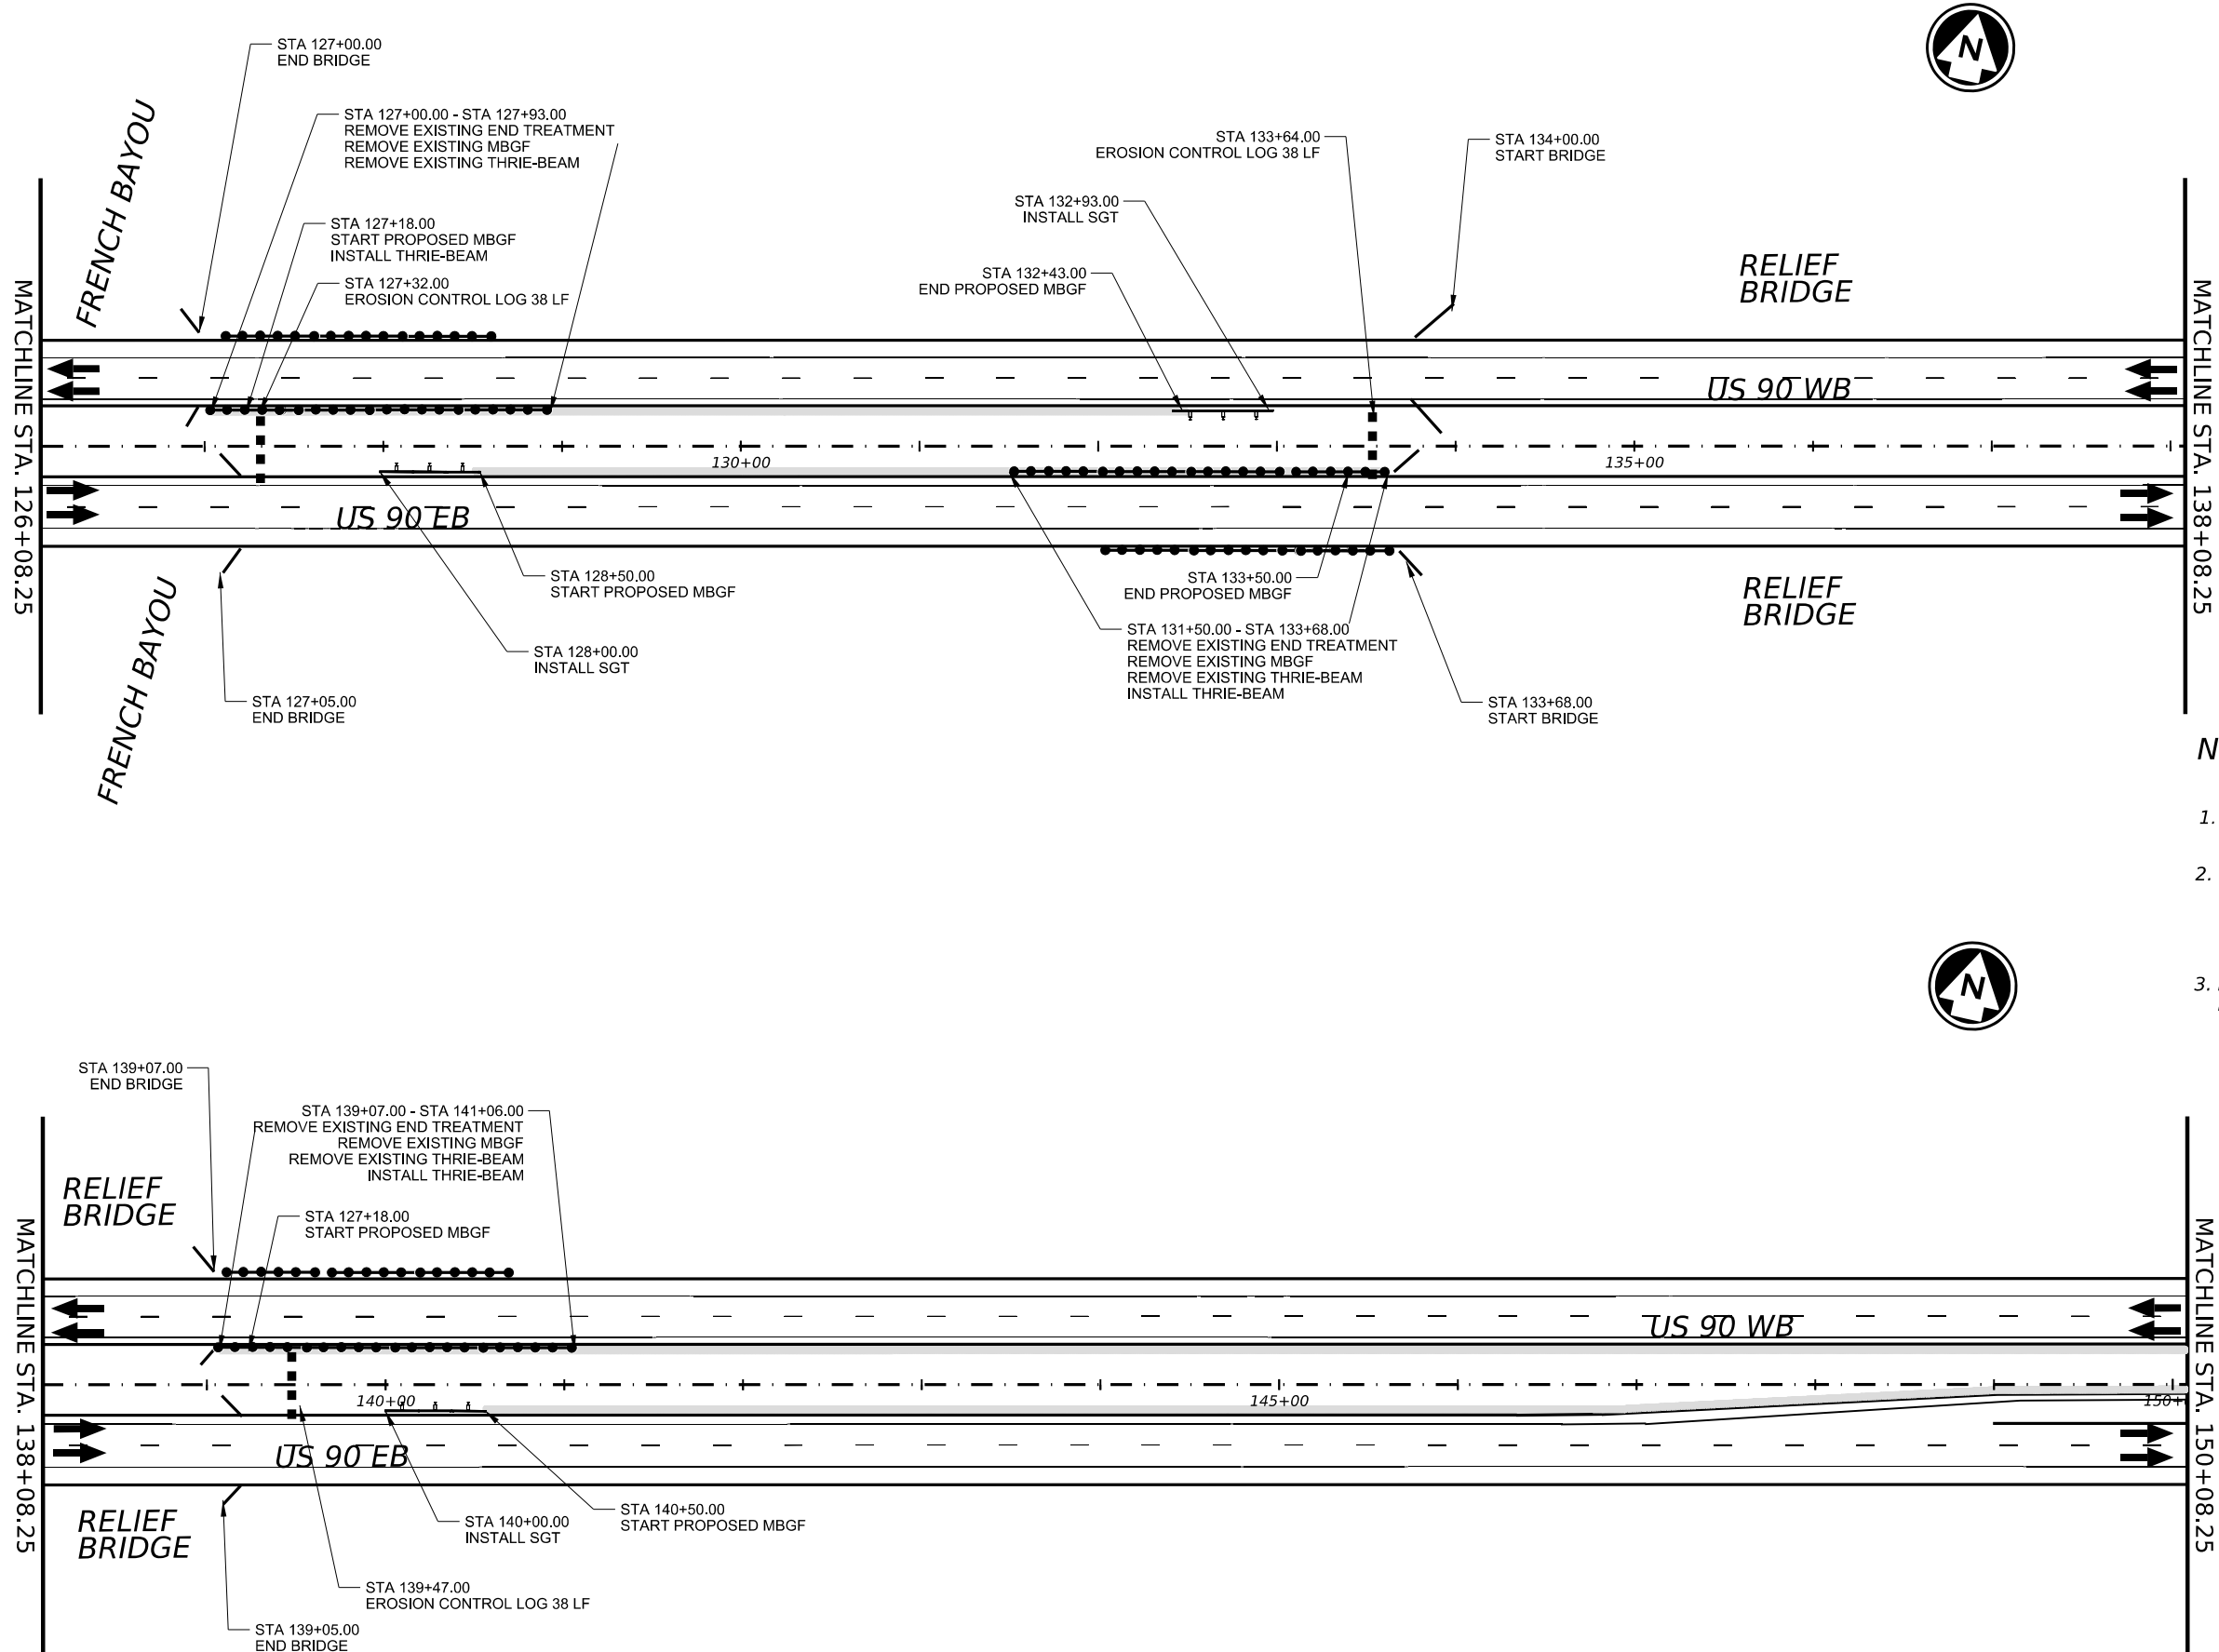 N
STA 127+00.00
END BRIDGE
FRENCH BAYOU
STA 127+00.00 - STA 127+93.00
REMOVE EXISTING END TREATMENT
REMOVE EXISTING MBGF
REMOVE EXISTING THRIE-BEAM
STA 127+18.00
START PROPOSED MBGF
INSTALL THRIE-BEAM
STA 127+32.00
EROSION CONTROL LOG 38 LF
STA 133+64.00
EROSION CONTROL LOG 38 LF
STA 134+00.00
START BRIDGE
STA 132+93.00
INSTALL SGT
STA 132+43.00
END PROPOSED MBGF
RELIEF
BRIDGE
MATCHLINE STA. 126+08.25
MATCHLINE STA. 138+08.25
US 90 WB
130+00
135+00
US 90 EB
STA 128+50.00
START PROPOSED MBGF
STA 128+00.00
INSTALL SGT
STA 127+05.00
END BRIDGE
FRENCH BAYOU
STA 133+50.00
END PROPOSED MBGF
STA 131+50.00 - STA 133+68.00
REMOVE EXISTING END TREATMENT
REMOVE EXISTING MBGF
REMOVE EXISTING THRIE-BEAM
INSTALL THRIE-BEAM
STA 133+68.00
START BRIDGE
RELIEF
BRIDGE
N
1.
2.
3.
N
STA 139+07.00
END BRIDGE
STA 139+07.00 - STA 141+06.00
REMOVE EXISTING END TREATMENT
REMOVE EXISTING MBGF
REMOVE EXISTING THRIE-BEAM
INSTALL THRIE-BEAM
RELIEF
BRIDGE
STA 127+18.00
START PROPOSED MBGF
MATCHLINE STA. 138+08.25
MATCHLINE STA. 150+08.25
US 90 WB
140+00
145+00
150+
US 90 EB
STA 140+50.00
START PROPOSED MBGF
STA 140+00.00
INSTALL SGT
RELIEF
BRIDGE
STA 139+47.00
EROSION CONTROL LOG 38 LF
STA 139+05.00
END BRIDGE